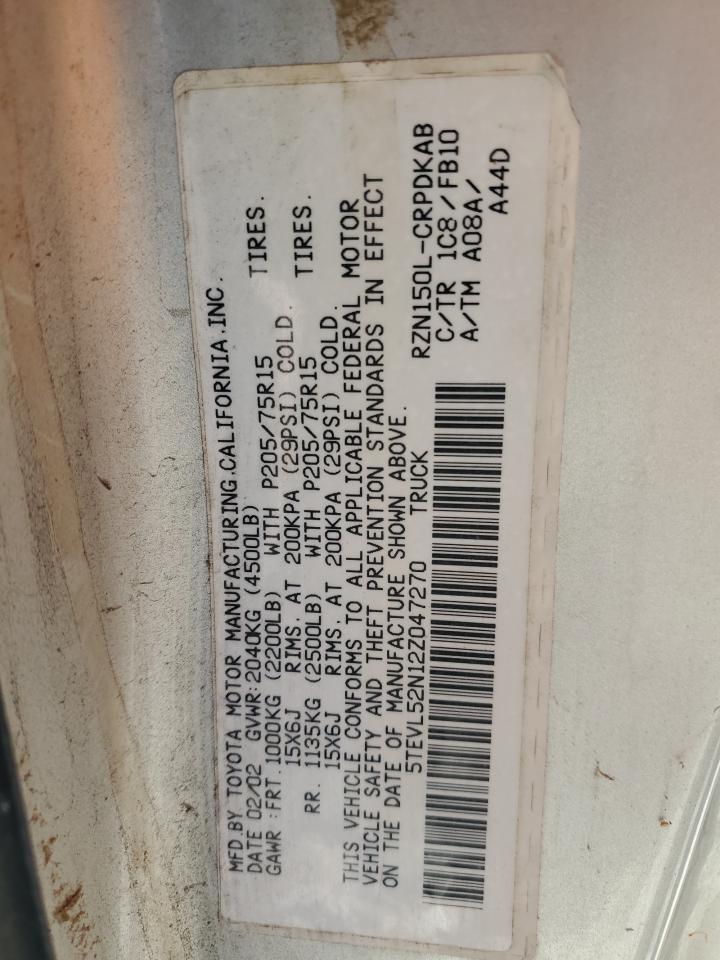 MFD.BY TOYOTA MOTOR MANUFACTURING.CALIFORNIA.INC.
DATE 02/02 GVWR:2040KG (4500LB)
GAWR :FRT.1000KG (2200LB) WITH P205/75R15 TIRES.
15X6J RIMS. AT 200KPA (29PSI) COLD.
RR. 1135KG (2500LB) WITH P205/75R15 TIRES.
15X6J RIMS. AT 200KPA (29PSI) COLD.
THIS VEHICLE CONFORMS TO ALL APPLICABLE FEDERAL MOTOR
VEHICLE SAFETY AND THEFT PREVENTION STANDARDS IN EFFECT
ON THE DATE OF MANUFACTURE SHOWN ABOVE.
5TEVL52N12Z047270 TRUCK
RZN150L-CRPDKAB
C/TR 1C8/FB10
A/TM A08A/
A44D